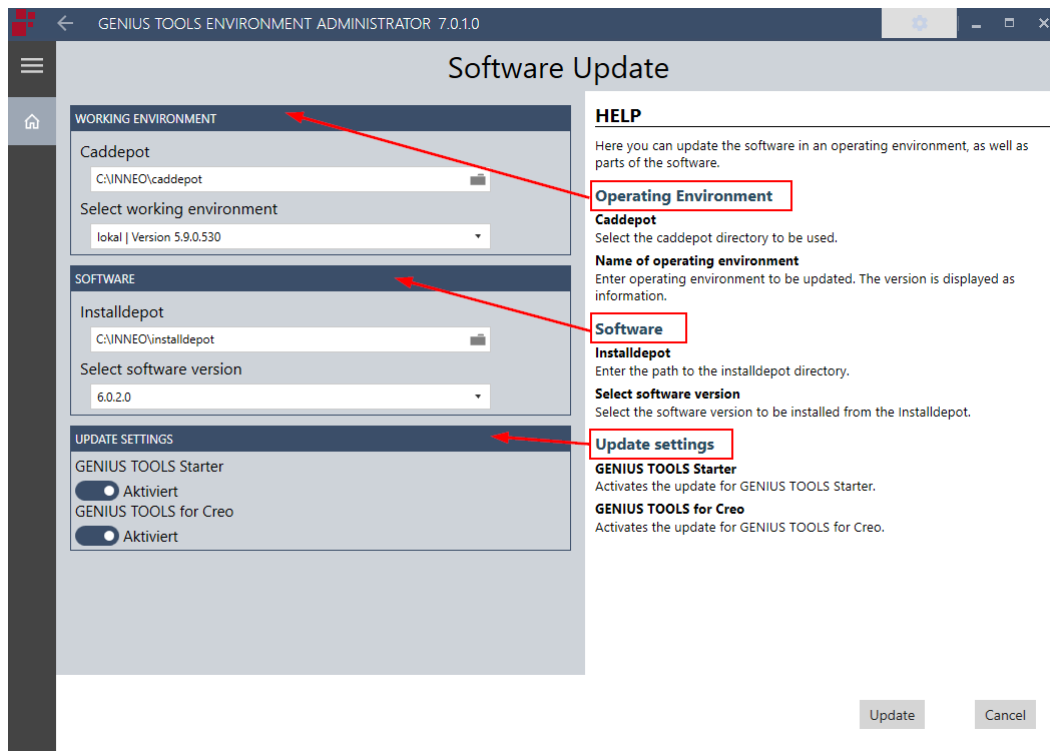 GENIUS TOOLS ENVIRONMENT ADMINISTRATOR 7.0.1.0
Software Update
WORKING ENVIRONMENT
Caddepot
C:\INNEO\caddepot
Select working environment
lokal | Version 5.9.0.530
SOFTWARE
Installdepot
C:\INNEO\installdepot
Select software version
6.0.2.0
UPDATE SETTINGS
GENIUS TOOLS Starter
Aktiviert
GENIUS TOOLS for Creo
Aktiviert
HELP
Here you can update the software in an operating environment, as well as
parts of the software.
Operating Environment
Caddepot
Select the caddepot directory to be used.
Name of operating environment
Enter operating environment to be updated. The version is displayed as
information.
Software
Installdepot
Enter the path to the installdepot directory.
Select software version
Select the software version to be installed from the Installdepot.
Update settings
GENIUS TOOLS Starter
Activates the update for GENIUS TOOLS Starter.
GENIUS TOOLS for Creo
Activates the update for GENIUS TOOLS for Creo.
Update
Cancel